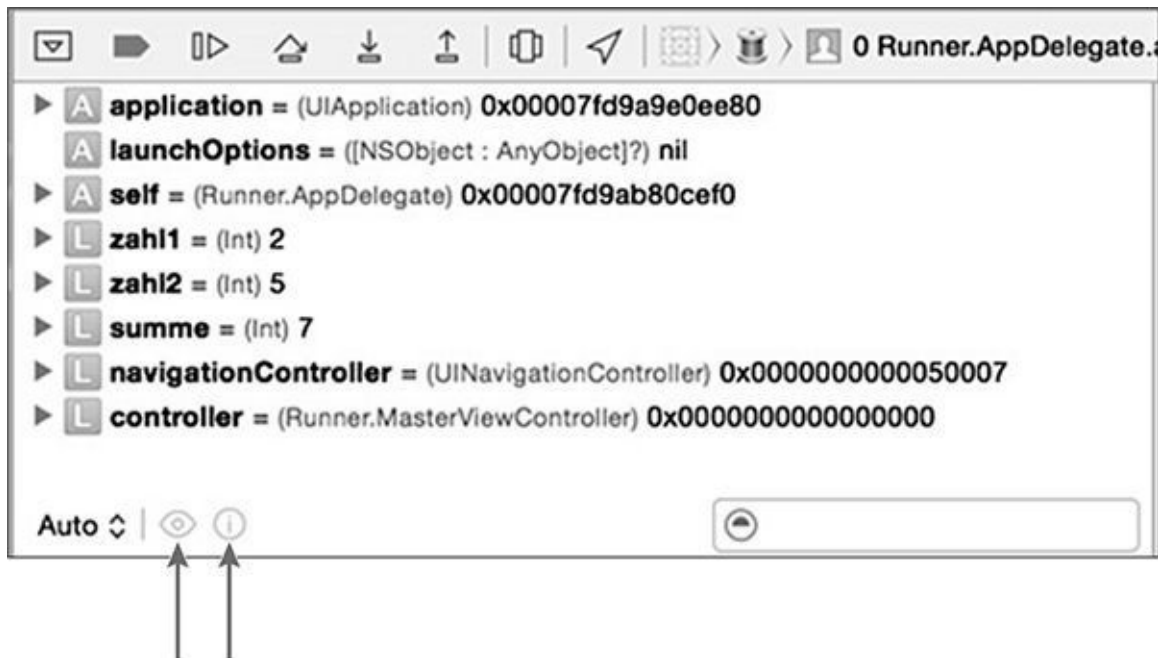 0 Runner.AppDelegate.a
A application = (UIApplication) 0x00007fd9a9e0ee80
A launchOptions = ([NSObject : AnyObject]?) nil
A self = (Runner.AppDelegate) 0x00007fd9ab80cef0
L zahl1 = (Int) 2
L zahl2 = (Int) 5
L summe = (Int) 7
L navigationController = (UINavigationController) 0x0000000000050007
L controller = (Runner.MasterViewController) 0x0000000000000000
Auto